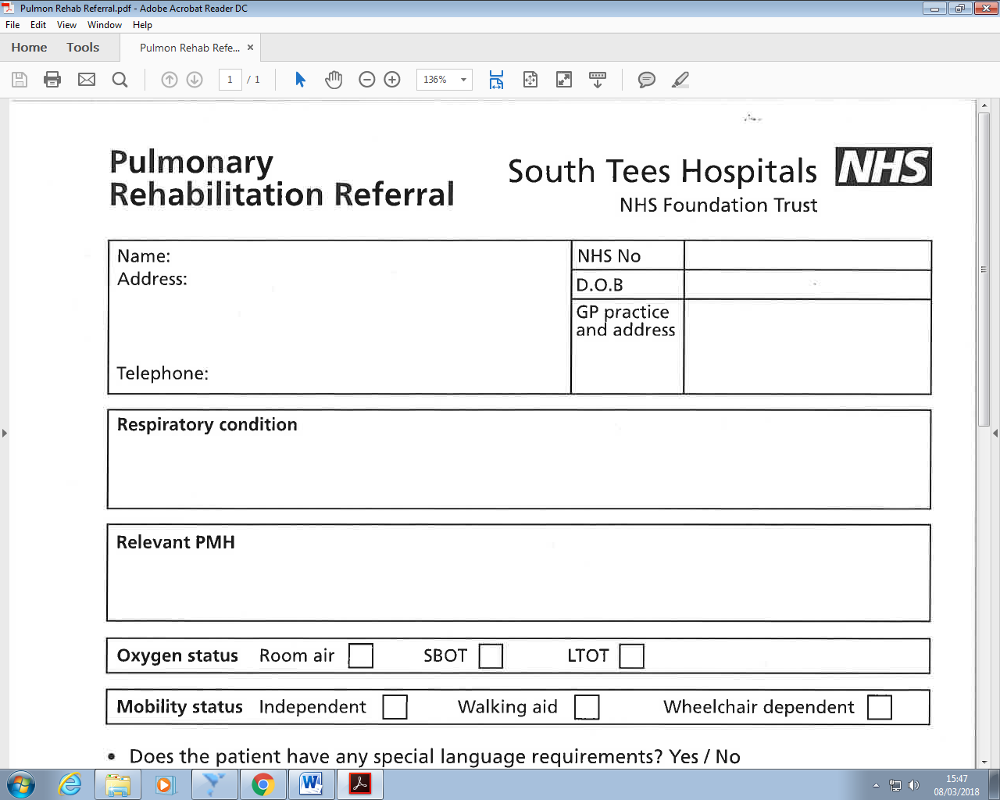 Pulmon Rehab Referral.pdf - Adobe Acrobat Reader DC
File Edit View Window Help
Home Tools Pulmon Rehab Refe... ×
1 / 1 136%
Pulmonary
Rehabilitation Referral
South Tees Hospitals NHS
NHS Foundation Trust
Name:
Address:
Telephone:
NHS No
D.O.B
GP practice
and address
Respiratory condition
Relevant PMH
Oxygen status Room air SBOT LTOT
Mobility status Independent Walking aid Wheelchair dependent
• Does the patient have any special language requirements? Yes / No
15:47
08/03/2018